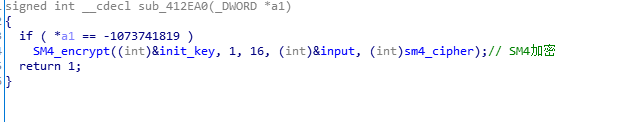 signed int __cdecl sub_412EA0(_DWORD *a1)
{
if ( *a1 == -1073741819 )
SM4_encrypt((int)&init_key, 1, 16, (int)&input, (int)sm4_cipher);// SM4加密
return 1;
}